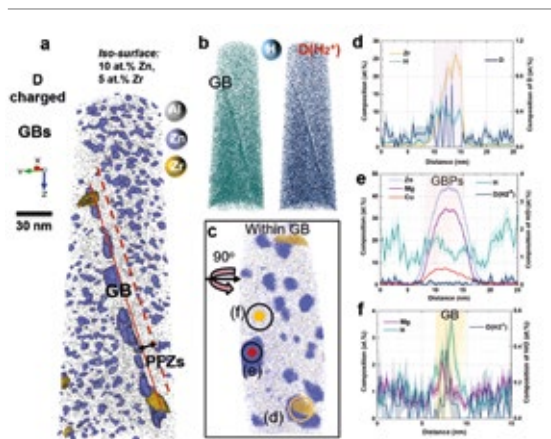 a
Iso-surface:
10 at.% Zn,
5 at.% Zr
D
charged
GBs
30 nm
GB
PPZs
Al
Zn
Zr
b
H
D(H₂⁺)
GB
c
Within GB
90°
(f)
(e)
(d)
d
Zr
H
D
Composition (at.%)
Composition of D (at.%)
Distance (nm)
e
GBPs
Zn
Mg
Cu
H
D(H2⁺)
Composition (at.%)
Distance (nm)
f
GB
Mg
H
D(H2⁺)
Composition (at.%)
Distance (nm)